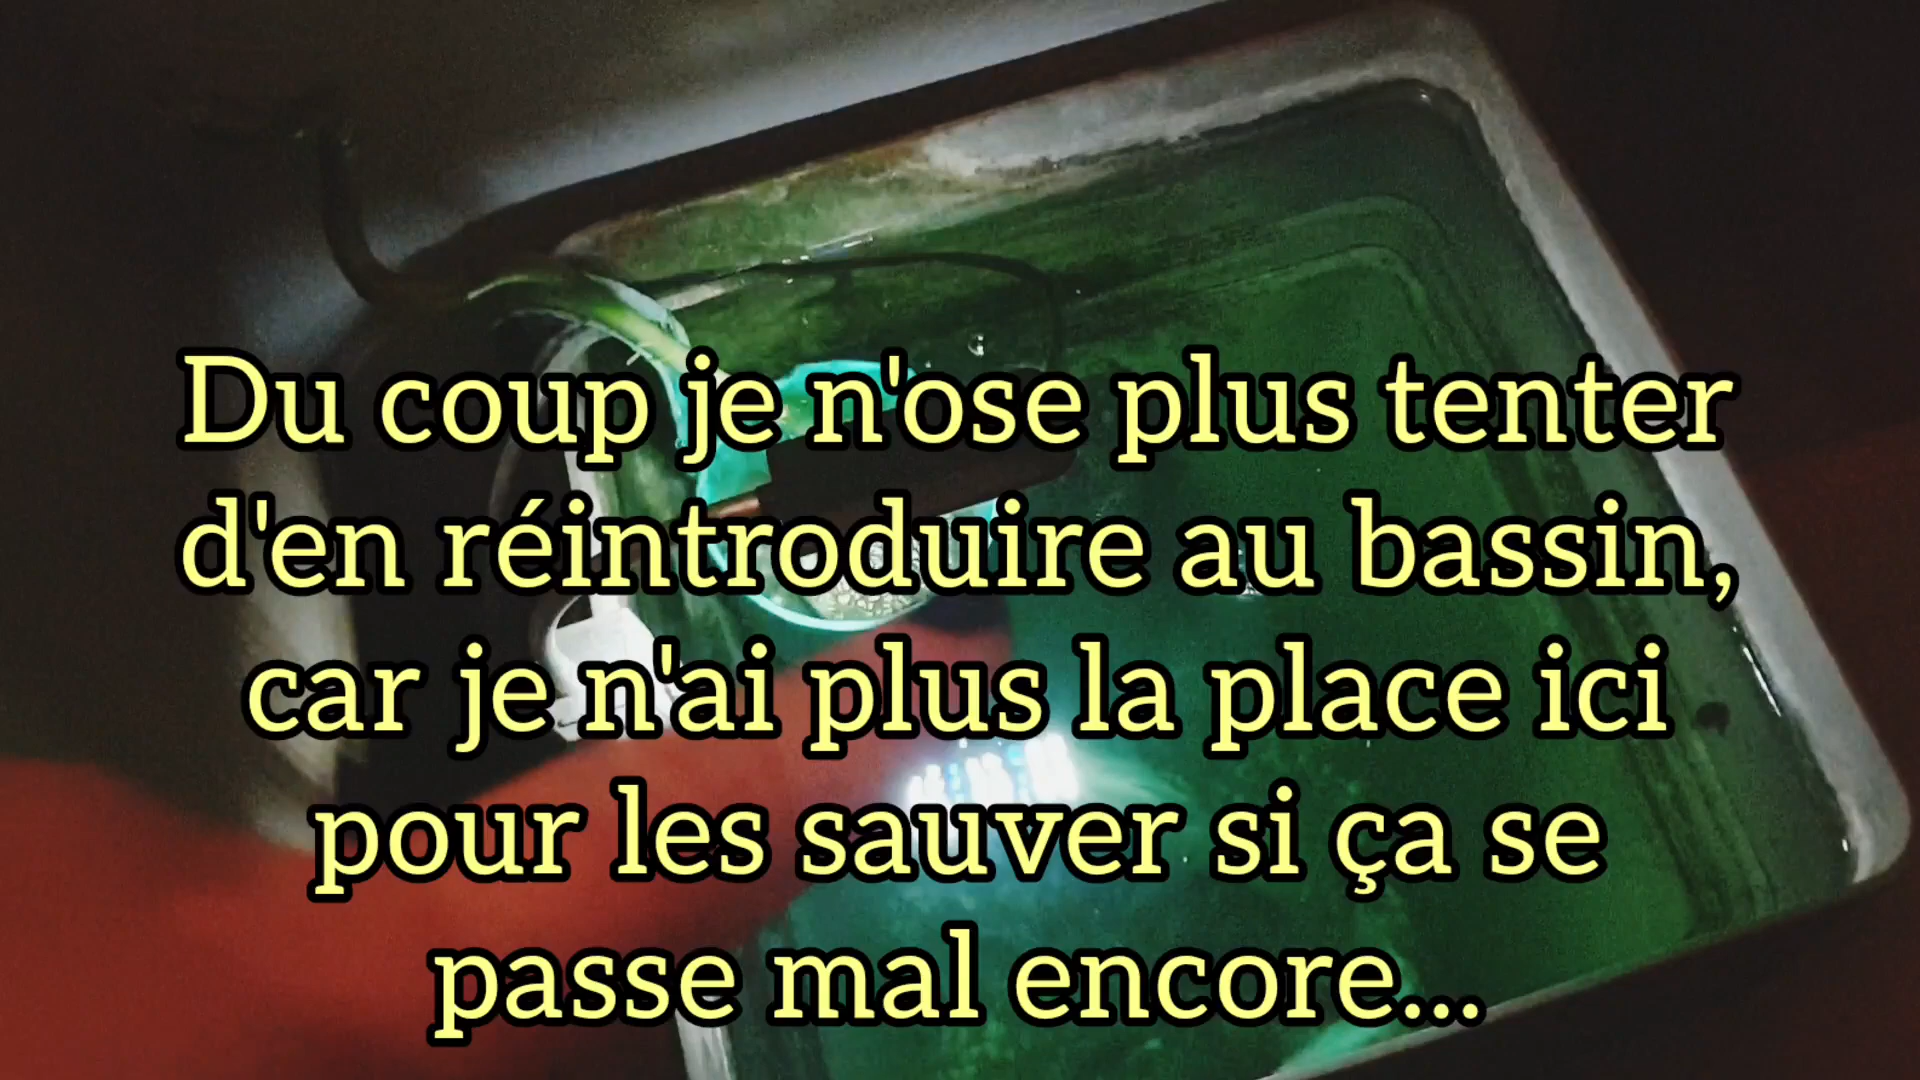 Du coup je n'ose plus tenter
d'en réintroduire au bassin,
car je n'ai plus la place ici
pour les sauver si ça se
passe mal encore...